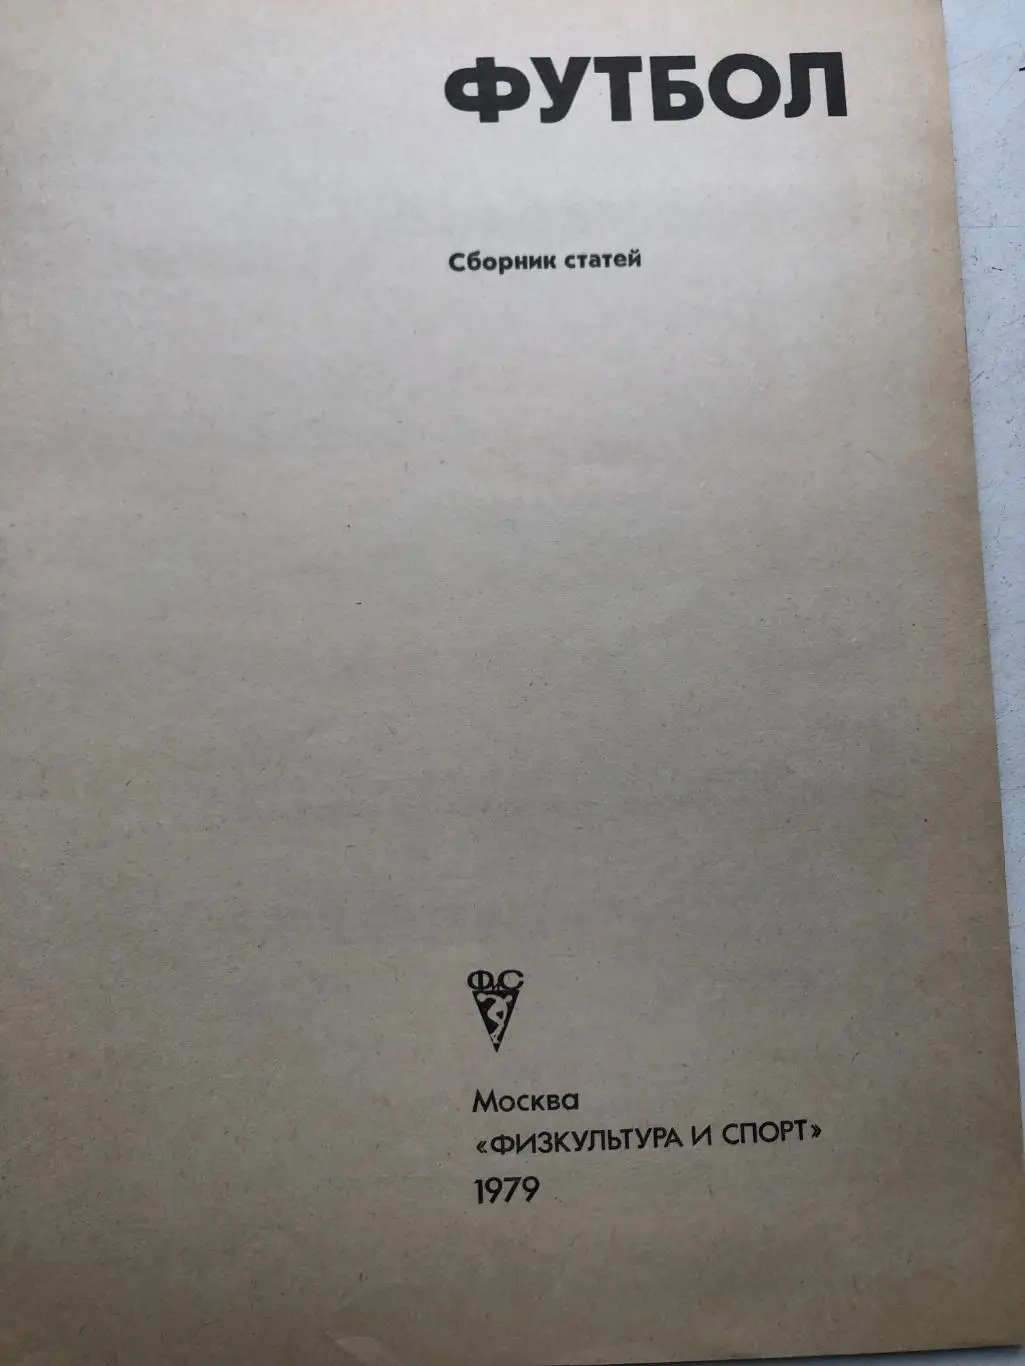 ФУТБОЛ
Сборник статей
ФиС
Москва
«ФИЗКУЛЬТУРА И СПОРТ»
1979